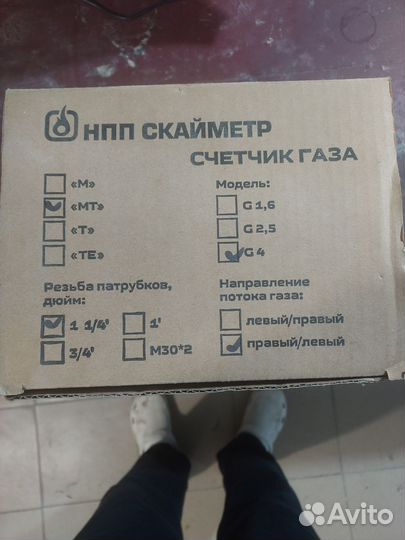 НПП СКАЙМЕТР
СЧЕТЧИК ГАЗА
«М»
«МТ»
«Т»
«ТЕ»
Модель:
G 1,6
G 2,5
G 4
Резьба патрубков,
дюйм:
1 1/4'
1'
3/4'
М30*2
Направление
потока газа:
левый/правый
правый/левый
Avito